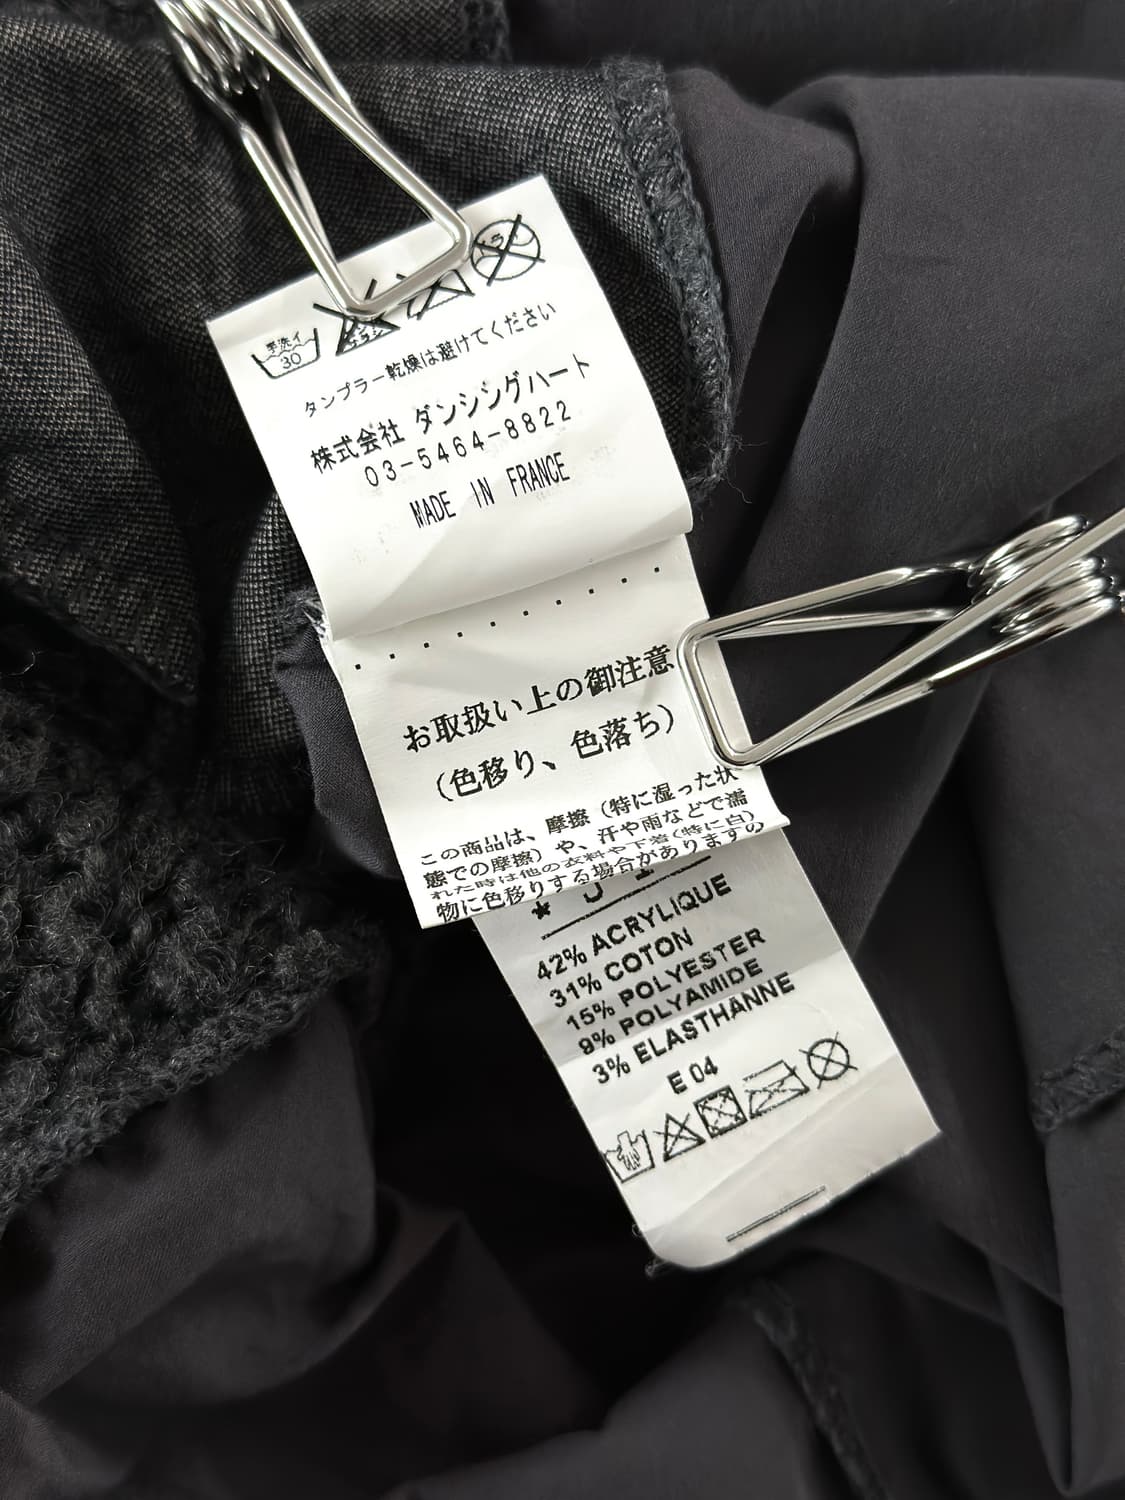 手洗イ
30
タンブラー乾燥は避けてください
株式会社 ダンシングハート
03-5464-8822
MADE IN FRANCE
お取扱い上の御注意
(色移り、色落ち)
この商品は、摩擦(特に湿った状
態での摩擦)や、汗や雨などで濡
れた時は他の衣料や下着(特に白)
物に色移りする場合がありますの
42% ACRYLIQUE
31% COTON
15% POLYESTER
9% POLYAMIDE
3% ELASTHANNE
E 04